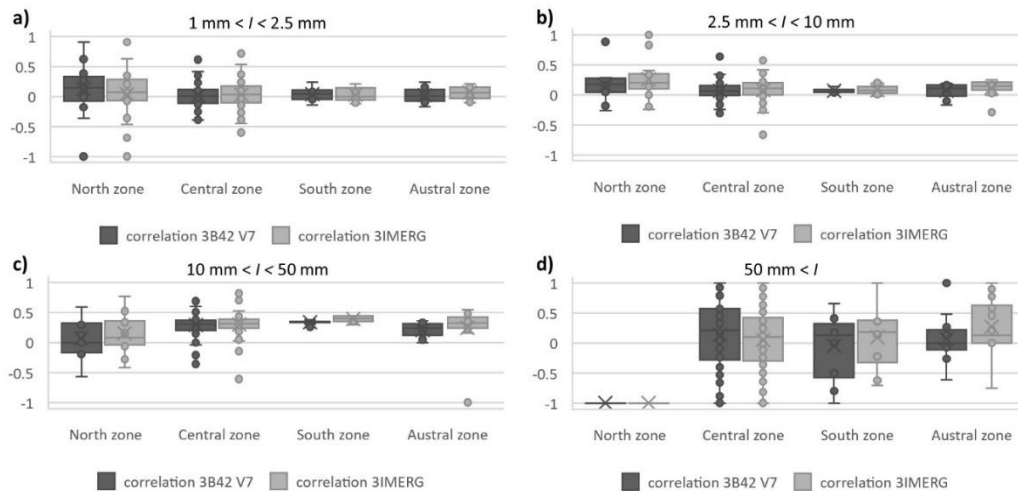 a)
1 mm < I < 2.5 mm
1
0.5
0
-0.5
-1
North zone Central zone South zone Austral zone
correlation 3B42 V7 correlation 3IMERG
b)
2.5 mm < I < 10 mm
1
0.5
0
-0.5
-1
North zone Central zone South zone Austral zone
correlation 3B42 V7 correlation 3IMERG
c)
10 mm < I < 50 mm
1
0.5
0
-0.5
-1
North zone Central zone South zone Austral zone
correlation 3B42 V7 correlation 3IMERG
d)
50 mm < I
1
0.5
0
-0.5
-1
North zone Central zone South zone Austral zone
correlation 3B42 V7 correlation 3IMERG